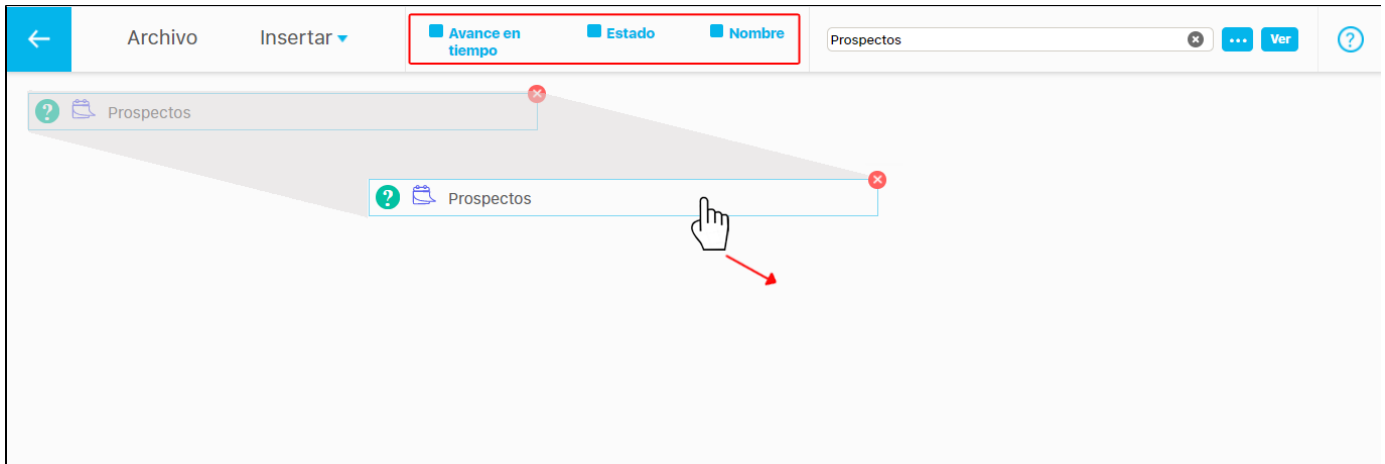 Archivo Insertar Avance en tiempo Estado Nombre Prospectos ... Ver ?
? Prospectos
? Prospectos